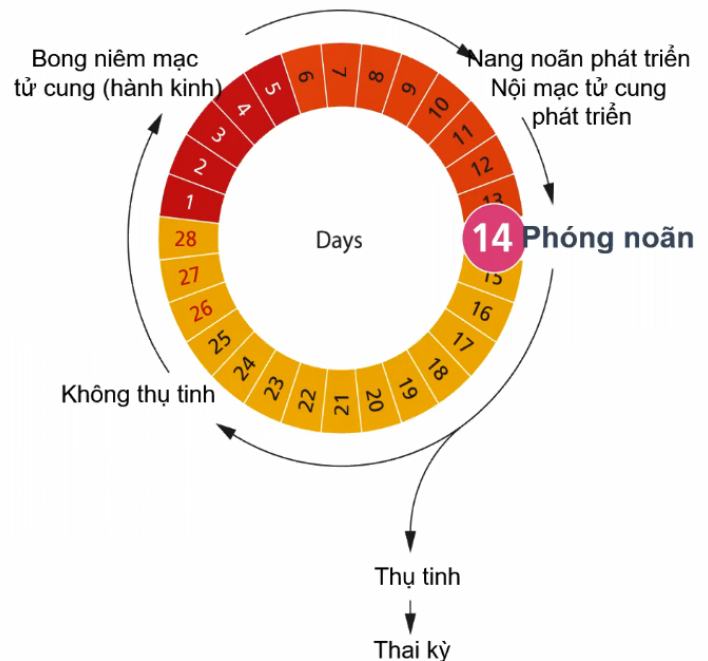 Bong niêm mạc
tử cung (hành kinh)
Nang noãn phát triển
Nội mạc tử cung
phát triển
1
2
3
4
5
6
7
8
9
10
11
12
13
14 Phóng noãn
15
16
17
18
19
20
21
22
23
24
25
26
27
28
Days
Không thụ tinh
Thụ tinh
Thai kỳ